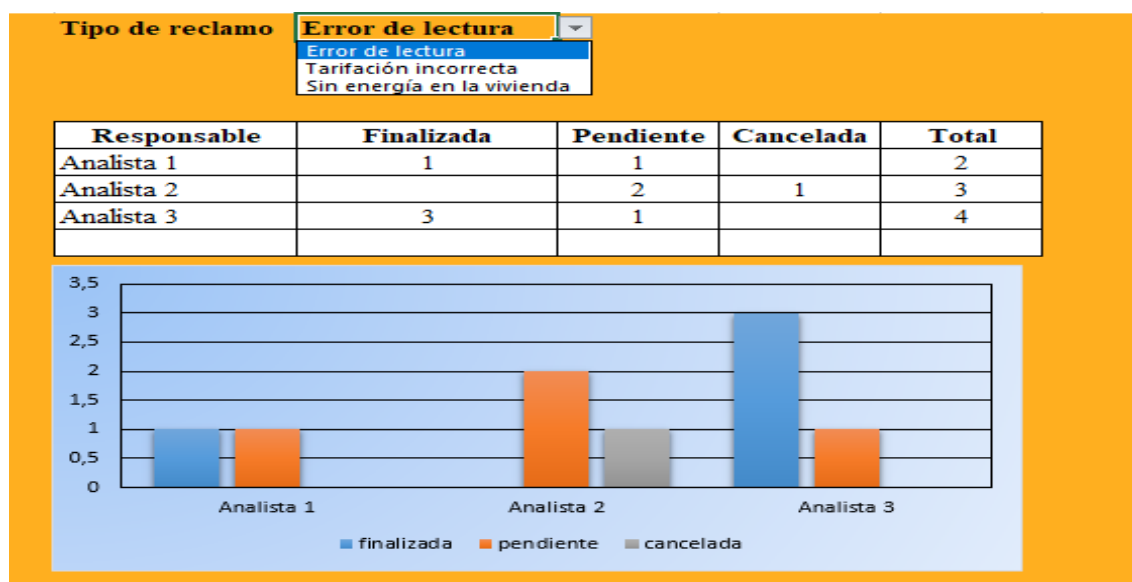 Tipo de reclamo Error de lectura
Error de lectura
Tarifación incorrecta
Sin energía en la vivienda
Responsable Finalizada Pendiente Cancelada Total
Analista 1 1 1 2
Analista 2 2 1 3
Analista 3 3 1 4
3,5
3
2,5
2
1,5
1
0,5
0
Analista 1 Analista 2 Analista 3
finalizada pendiente cancelada